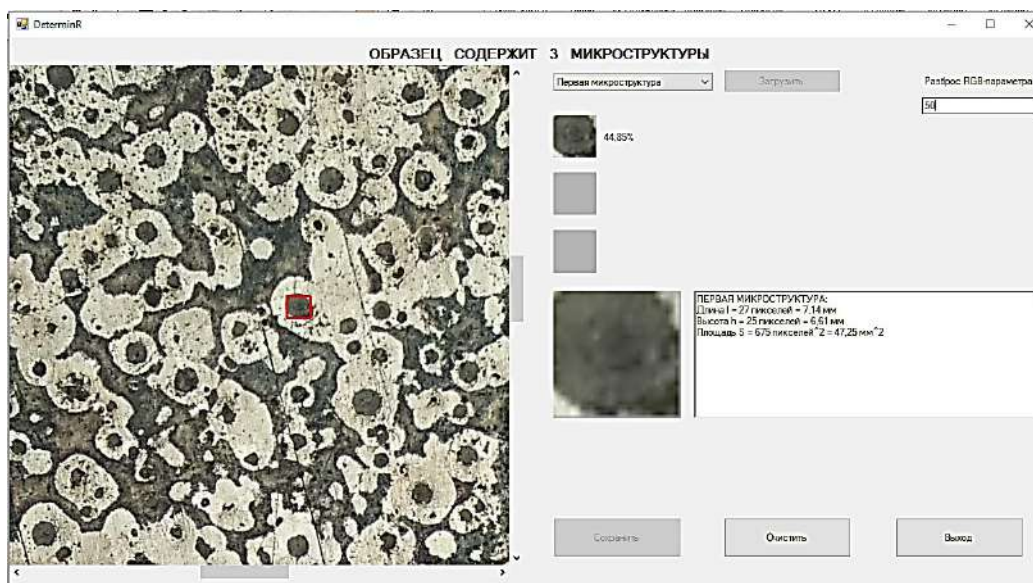 DeterminR
ОБРАЗЕЦ СОДЕРЖИТ 3 МИКРОСТРУКТУРЫ
Первая микроструктура
Загрузить
Разброс RGB-параметра
50
44,85%
ПЕРВАЯ МИКРОСТРУКТУРА:
Длина l = 27 пикселей = 7,14 мм
Высота h = 25 пикселей = 6,61 мм
Площадь S = 675 пикселей^2 = 47,25 мм^2
Сохранить
Очистить
Выход